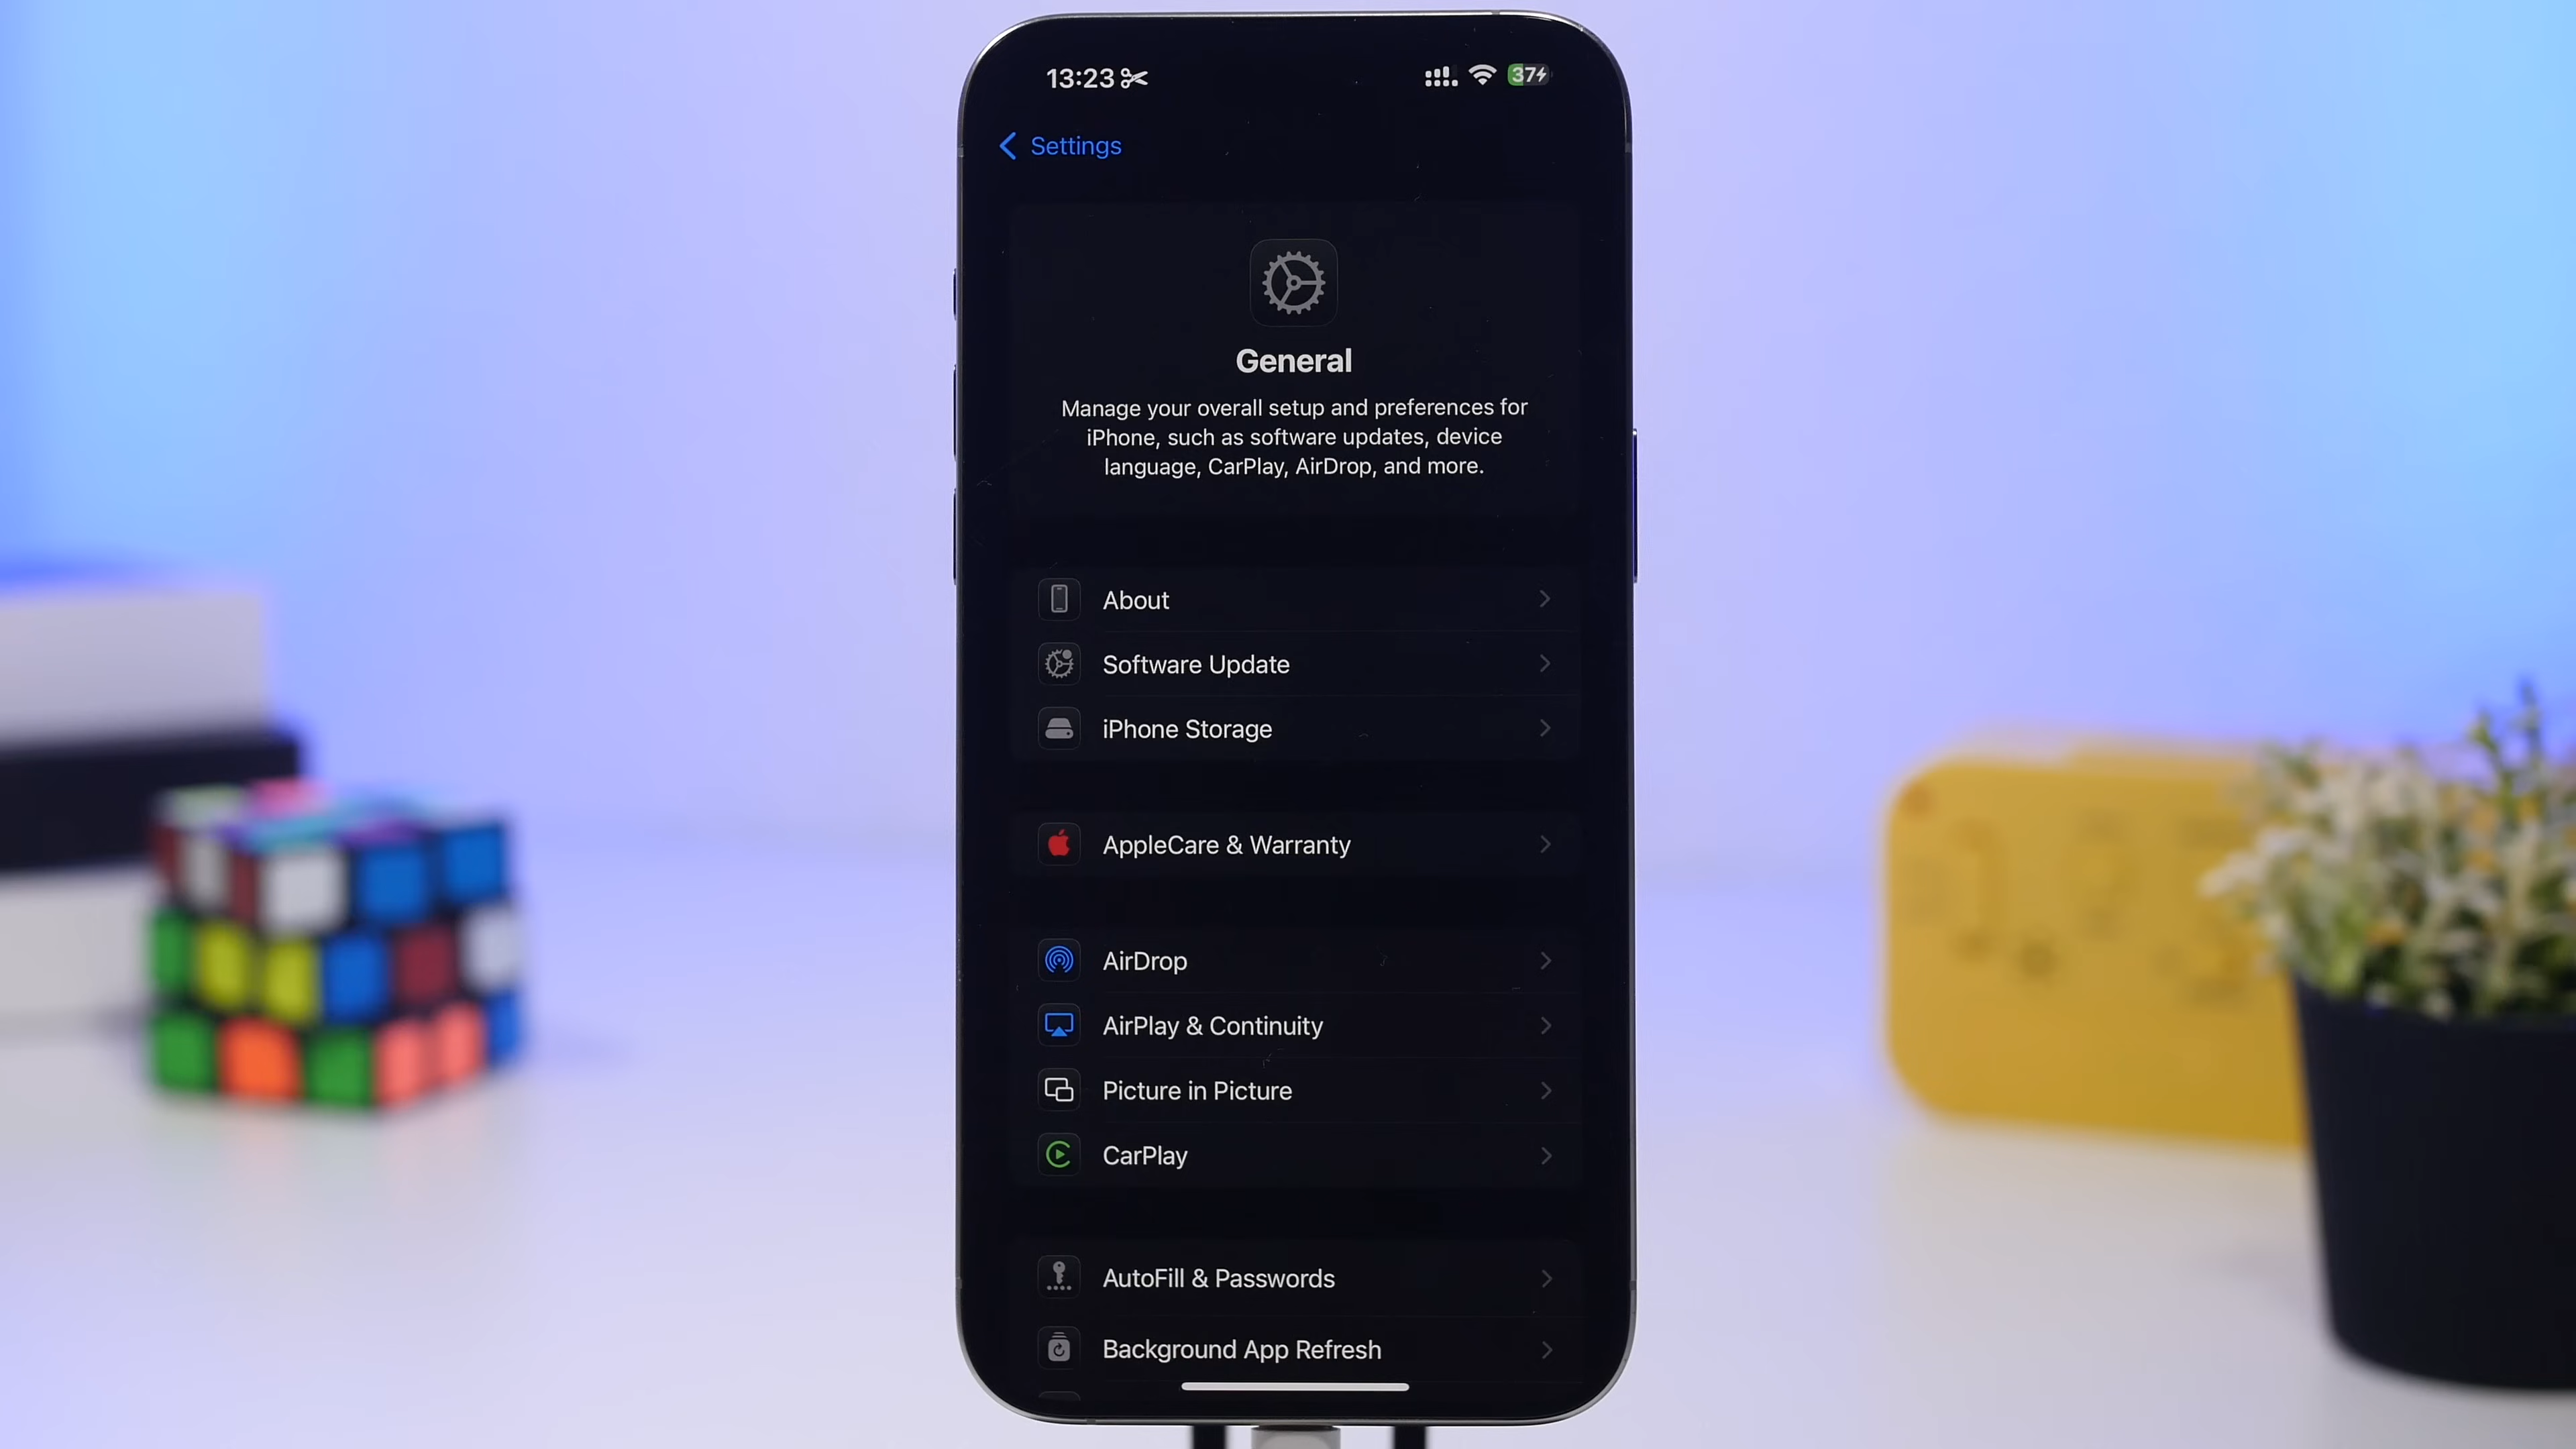 13:23
37
Settings
General
Manage your overall setup and preferences for
iPhone, such as software updates, device
language, CarPlay, AirDrop, and more.
About
Software Update
iPhone Storage
AppleCare & Warranty
AirDrop
AirPlay & Continuity
Picture in Picture
CarPlay
AutoFill & Passwords
Background App Refresh